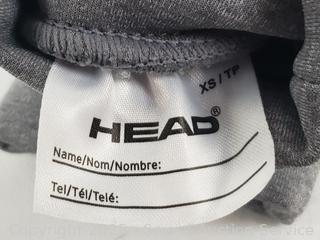 XS / TP
HEAD®
Name/Nom/Nombre:
Tel/Tél/Telé: